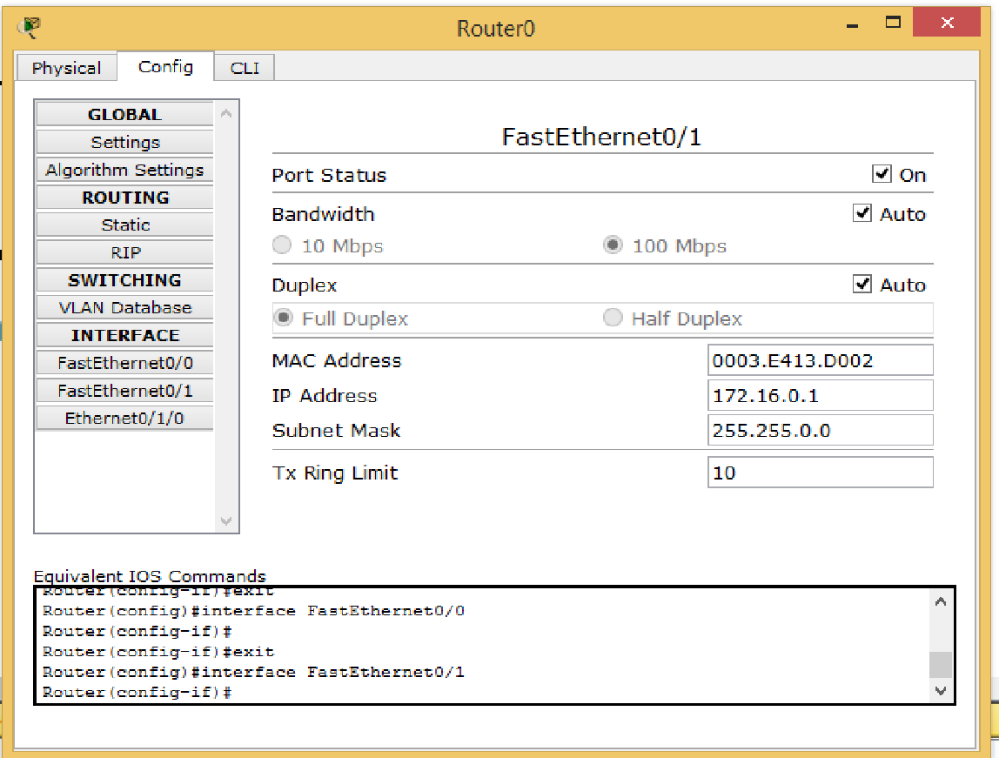 Router0
Physical Config CLI
GLOBAL
Settings
Algorithm Settings
ROUTING
Static
RIP
SWITCHING
VLAN Database
INTERFACE
FastEthernet0/0
FastEthernet0/1
Ethernet0/1/0
FastEthernet0/1
Port Status On
Bandwidth Auto
10 Mbps 100 Mbps
Duplex Auto
Full Duplex Half Duplex
MAC Address 0003.E413.D002
IP Address 172.16.0.1
Subnet Mask 255.255.0.0
Tx Ring Limit 10
Equivalent IOS Commands
Router(config-if)#exit
Router(config)#interface FastEthernet0/0
Router(config-if)#
Router(config-if)#exit
Router(config)#interface FastEthernet0/1
Router(config-if)#